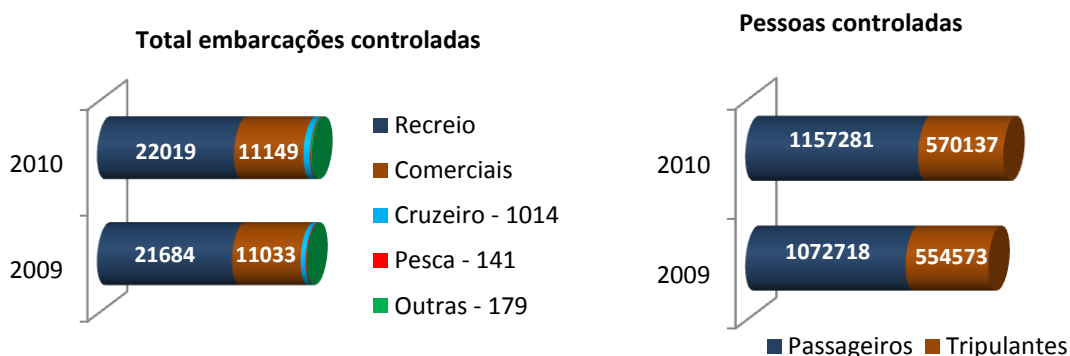 Total embarcações controladas
2010
22019
11149
2009
21684
11033
Recreio
Comerciais
Cruzeiro - 1014
Pesca - 141
Outras - 179
Pessoas controladas
2010
1157281
570137
2009
1072718
554573
Passageiros
Tripulantes